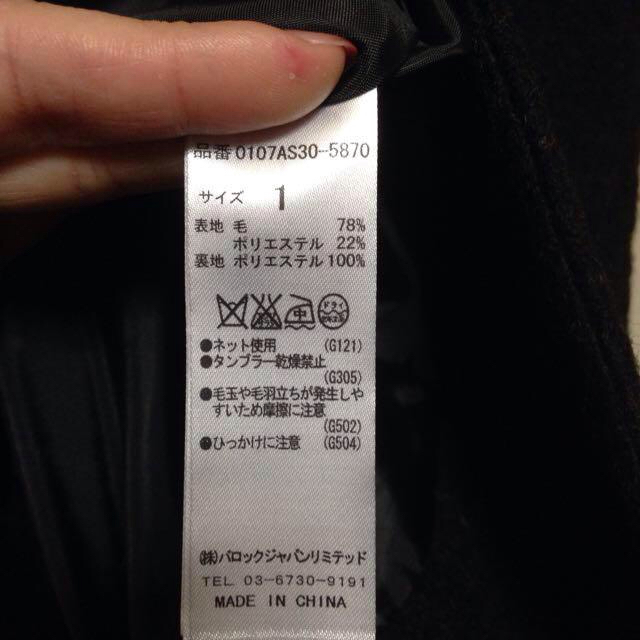 品番 0107AS30-5870
サイズ 1
表地 毛 78%
ポリエステル 22%
裏地 ポリエステル 100%
中
ドライ
●ネット使用 (G121)
●タンブラー乾燥禁止
(G305)
●毛玉や毛羽立ちが発生しや
すいため摩擦に注意
(G502)
●ひっかけに注意 (G504)
㈱バロックジャパンリミテッド
TEL 03-6730-9191
MADE IN CHINA